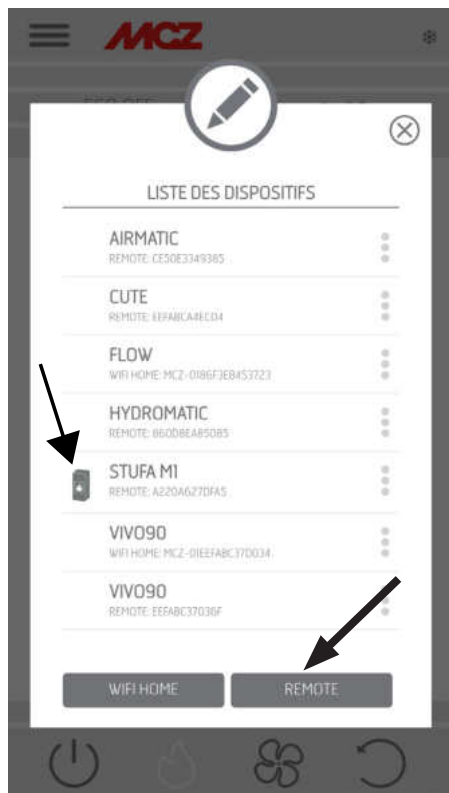 MCZ
LISTE DES DISPOSITIFS
AIRMATIC
REMOTE: CE50E3349385
CUTE
REMOTE: EEFABCA4EC04
FLOW
WIFI HOME: MCZ-0186F3EB453723
HYDROMATIC
REMOTE: 860D8EA85085
STUFA M1
REMOTE: A220A627DFA5
VIVO90
WIFI HOME: MCZ-01EEFABC37D034
VIVO90
REMOTE: EEFABC37036F
WIFI HOME
REMOTE